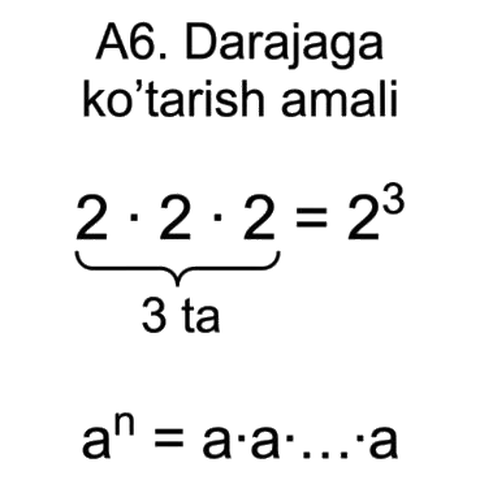 A6. Darajaga
ko’tarish amali
2 · 2 · 2 = 2³
3 ta
aⁿ = a·a·...·a